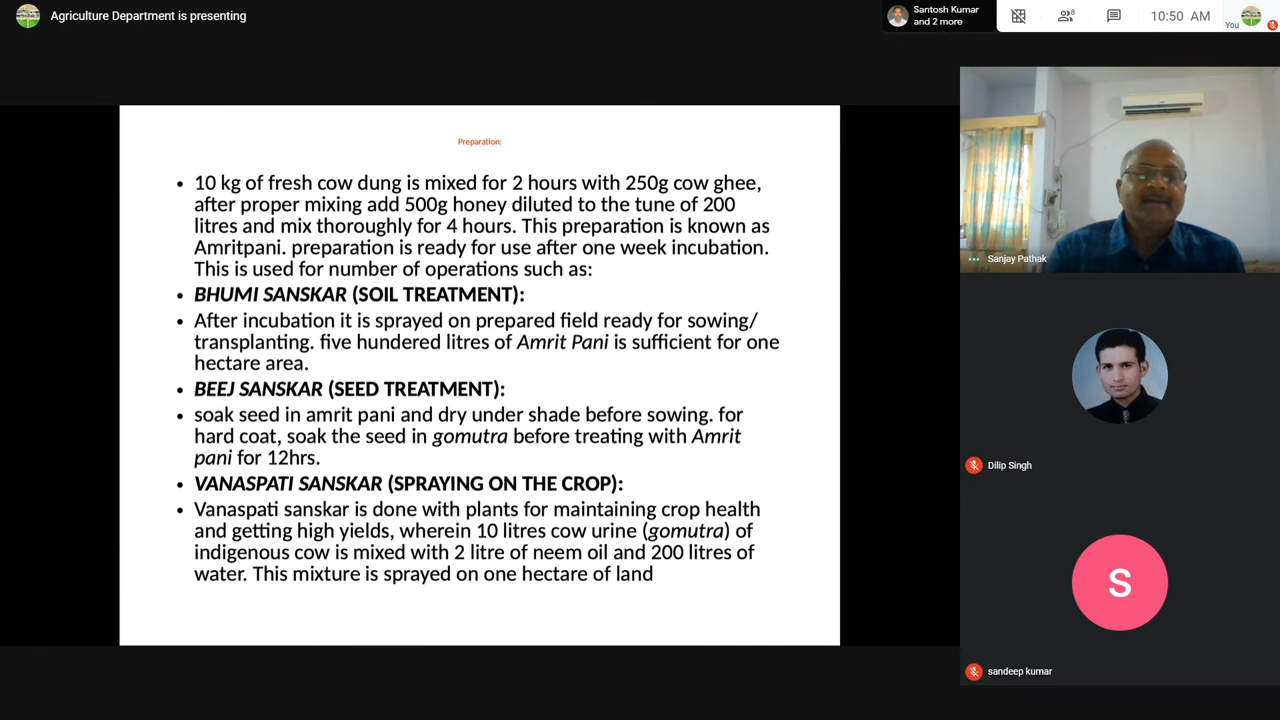 Agriculture Department is presenting
Santosh Kumar
and 2 more
8
10:50 AM
You
Preparation:
• 10 kg of fresh cow dung is mixed for 2 hours with 250g cow ghee,
after proper mixing add 500g honey diluted to the tune of 200
litres and mix thoroughly for 4 hours. This preparation is known as
Amritpani. preparation is ready for use after one week incubation.
This is used for number of operations such as:
• BHUMI SANSKAR (SOIL TREATMENT):
• After incubation it is sprayed on prepared field ready for sowing/
transplanting. five hundered litres of Amrit Pani is sufficient for one
hectare area.
• BEEJ SANSKAR (SEED TREATMENT):
• soak seed in amrit pani and dry under shade before sowing. for
hard coat, soak the seed in gomutra before treating with Amrit
pani for 12hrs.
• VANASPATI SANSKAR (SPRAYING ON THE CROP):
• Vanaspati sanskar is done with plants for maintaining crop health
and getting high yields, wherein 10 litres cow urine (gomutra) of
indigenous cow is mixed with 2 litre of neem oil and 200 litres of
water. This mixture is sprayed on one hectare of land
Sanjay Pathak
Dilip Singh
S
sandeep kumar